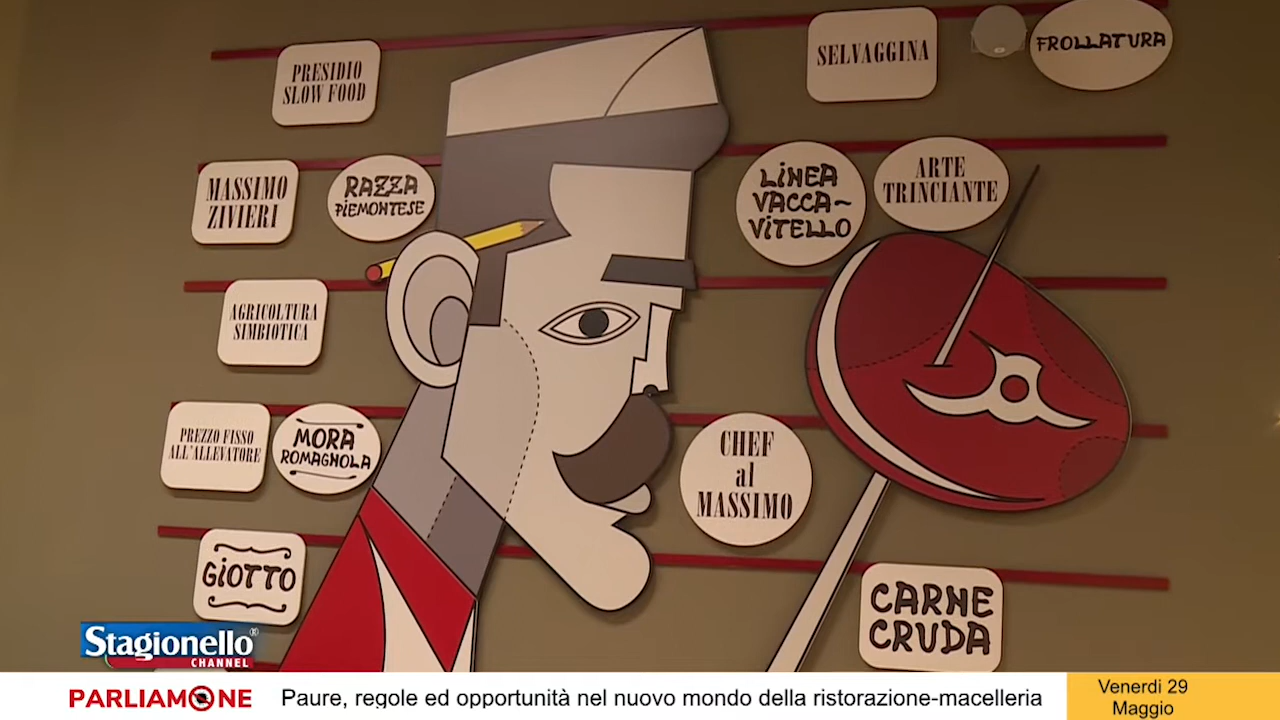 PRESIDIO
SLOW FOOD
SELVAGGINA
FROLLATURA
MASSIMO
ZIVIERI
RAZZA
PiEMONTESE
LiNEA
VACCA~
ViTELLO
ARTE
TRINCIANTE
AGRICOLTURA
SIMBIOTICA
PREZZO FISSO
ALL'ALLEVATORE
MORA
ROMAGNOLA
CHEF
al
MASSIMO
GiOTTO
CARNE
CRUDA
Stagionello®
CHANNEL
PARLIAMONE
Paure, regole ed opportunità nel nuovo mondo della ristorazione-macelleria
Venerdi 29
Maggio